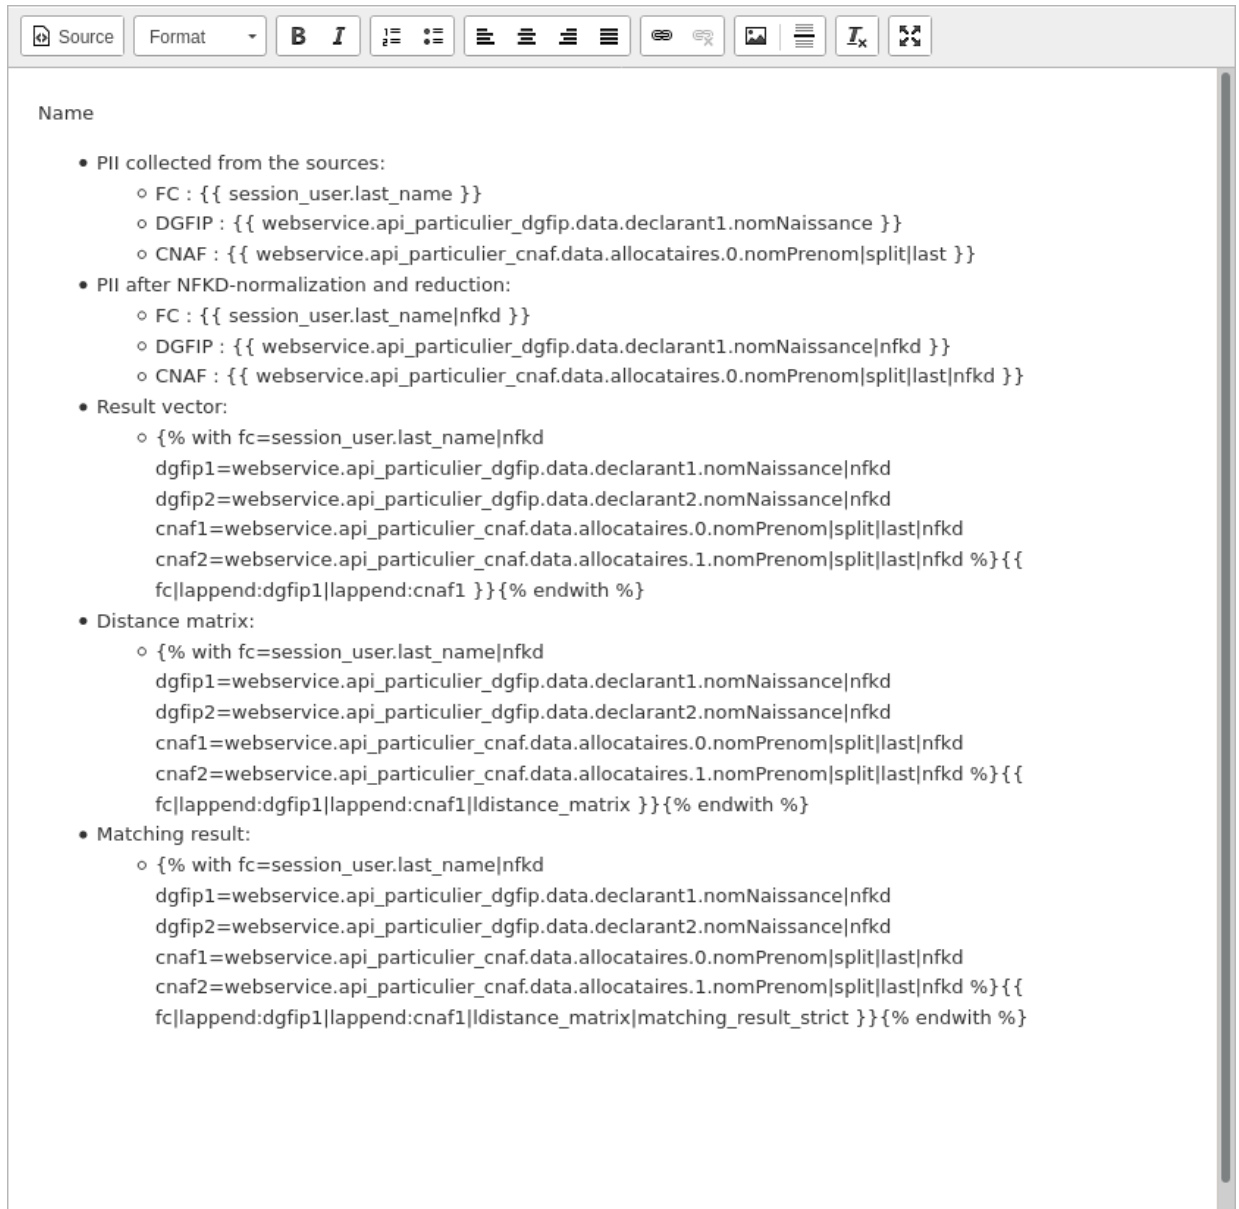 Source Format B I
Name
PII collected from the sources:
FC : {{ session_user.last_name }}
DGFIP : {{ webservice.api_particulier_dgfip.data.declarant1.nomNaissance }}
CNAF : {{ webservice.api_particulier_cnaf.data.allocataires.0.nomPrenom|split|last }}
PII after NFKD-normalization and reduction:
FC : {{ session_user.last_name|nfkd }}
DGFIP : {{ webservice.api_particulier_dgfip.data.declarant1.nomNaissance|nfkd }}
CNAF : {{ webservice.api_particulier_cnaf.data.allocataires.0.nomPrenom|split|last|nfkd }}
Result vector:
{% with fc=session_user.last_name|nfkd
dgfip1=webservice.api_particulier_dgfip.data.declarant1.nomNaissance|nfkd
dgfip2=webservice.api_particulier_dgfip.data.declarant2.nomNaissance|nfkd
cnaf1=webservice.api_particulier_cnaf.data.allocataires.0.nomPrenom|split|last|nfkd
cnaf2=webservice.api_particulier_cnaf.data.allocataires.1.nomPrenom|split|last|nfkd %}{{
fc|lappend:dgfip1|lappend:cnaf1 }}{% endwith %}
Distance matrix:
{% with fc=session_user.last_name|nfkd
dgfip1=webservice.api_particulier_dgfip.data.declarant1.nomNaissance|nfkd
dgfip2=webservice.api_particulier_dgfip.data.declarant2.nomNaissance|nfkd
cnaf1=webservice.api_particulier_cnaf.data.allocataires.0.nomPrenom|split|last|nfkd
cnaf2=webservice.api_particulier_cnaf.data.allocataires.1.nomPrenom|split|last|nfkd %}{{
fc|lappend:dgfip1|lappend:cnaf1|ldistance_matrix }}{% endwith %}
Matching result:
{% with fc=session_user.last_name|nfkd
dgfip1=webservice.api_particulier_dgfip.data.declarant1.nomNaissance|nfkd
dgfip2=webservice.api_particulier_dgfip.data.declarant2.nomNaissance|nfkd
cnaf1=webservice.api_particulier_cnaf.data.allocataires.0.nomPrenom|split|last|nfkd
cnaf2=webservice.api_particulier_cnaf.data.allocataires.1.nomPrenom|split|last|nfkd %}{{
fc|lappend:dgfip1|lappend:cnaf1|ldistance_matrix|matching_result_strict }}{% endwith %}